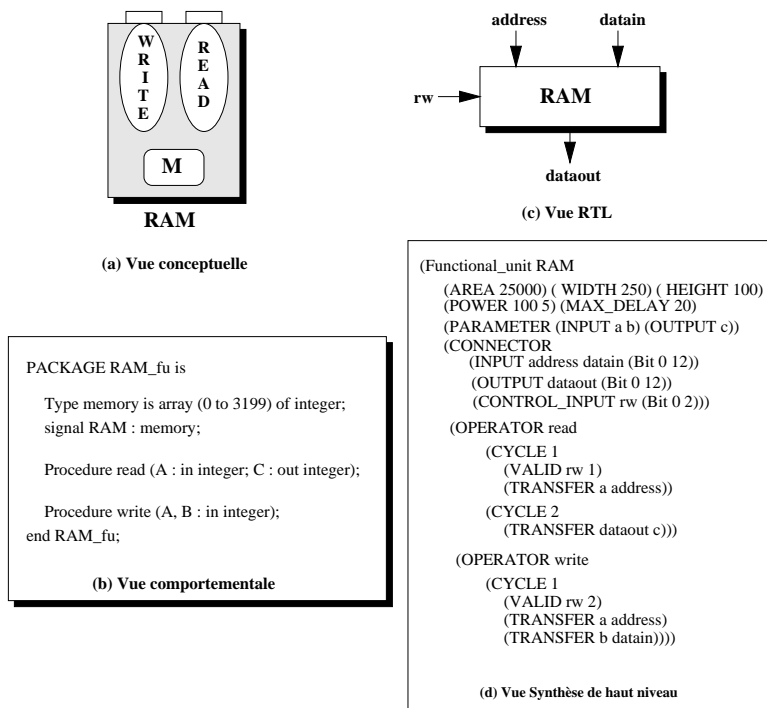 WRITE
READ
M
RAM
(a) Vue conceptuelle
address datain
rw
RAM
dataout
(c) Vue RTL
PACKAGE RAM_fu is
Type memory is array (0 to 3199) of integer;
signal RAM : memory;
Procedure read (A : in integer; C : out integer);
Procedure write (A, B : in integer);
end RAM_fu;
(b) Vue comportementale
(Functional_unit RAM
(AREA 25000) ( WIDTH 250) ( HEIGHT 100)
(POWER 100 5) (MAX_DELAY 20)
(PARAMETER (INPUT a b) (OUTPUT c))
(CONNECTOR
(INPUT address datain (Bit 0 12))
(OUTPUT dataout (Bit 0 12))
(CONTROL_INPUT rw (Bit 0 2)))
(OPERATOR read
(CYCLE 1
(VALID rw 1)
(TRANSFER a address))
(CYCLE 2
(TRANSFER dataout c)))
(OPERATOR write
(CYCLE 1
(VALID rw 2)
(TRANSFER a address)
(TRANSFER b datain))))
(d) Vue Synthèse de haut niveau